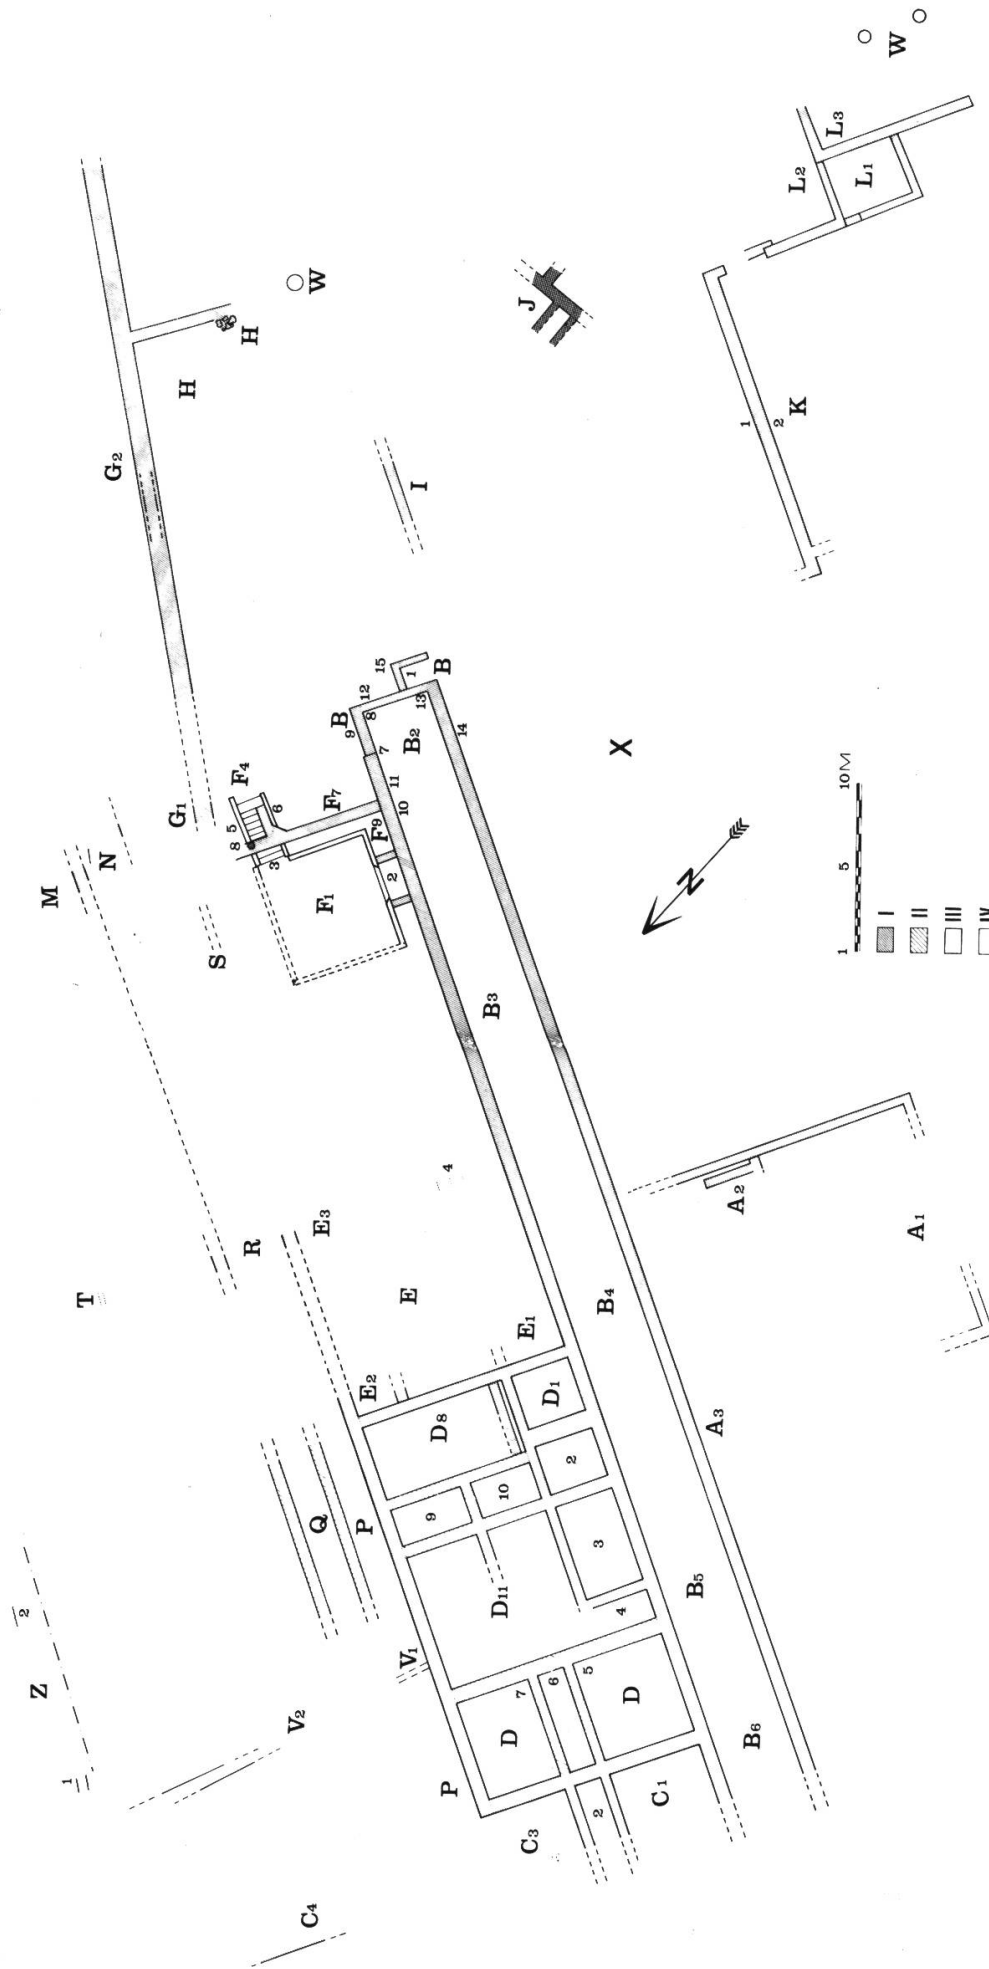 W
L3
L2
L1
W
H
H
J
G2
1
2
K
I
15
1
B
12
13
8
B
9
7
B2
14
11
10
F4
F7
6
5
8
3
F9
2
F1
G1
N
M
S
X
N
10 M
5
1
I
II
III
IV
B3
4
E3
R
T
E
E1
E2
B4
A2
A1
A3
D1
D8
2
10
9
3
Q
P
D11
4
B5
V1
2
Z
1
V2
5
6
7
D
D
B6
P
C1
2
C3
C4